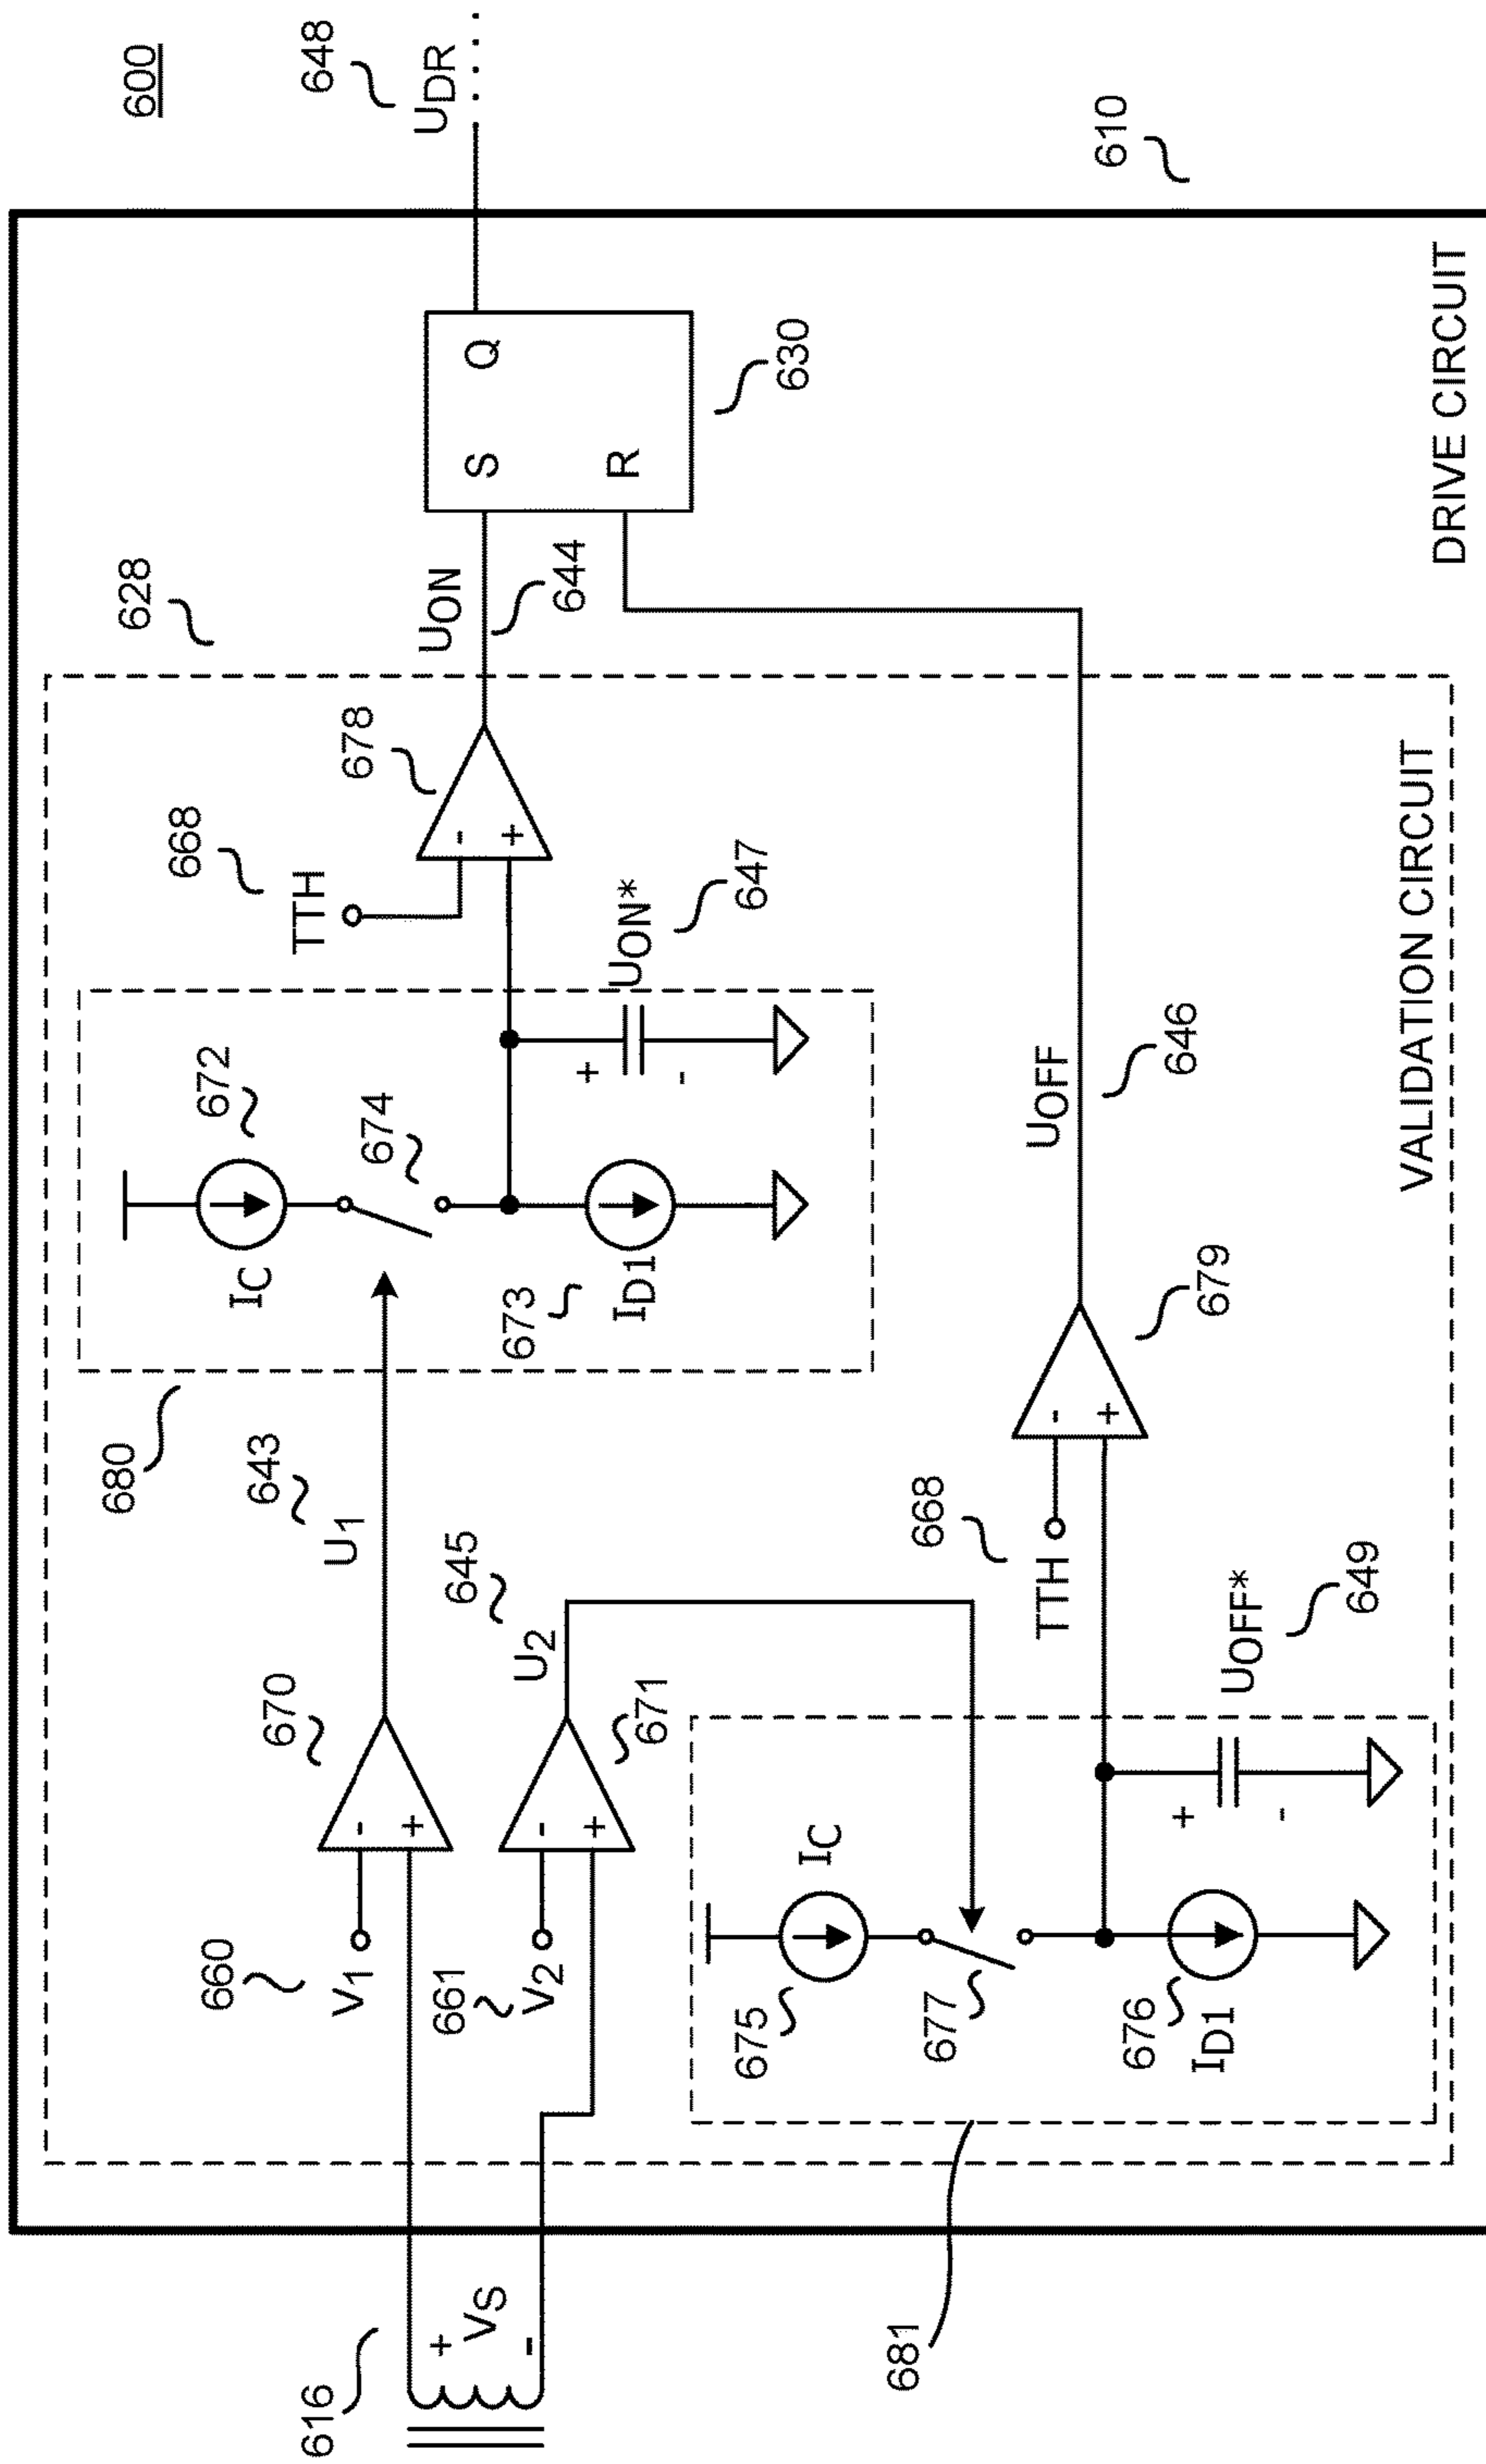 600
616
+
VS
-
681
610
DRIVE CIRCUIT
628
VALIDATION CIRCUIT
660
V1
670
-
+
643
U1
661
V2
671
-
+
645
U2
680
672
IC
674
673
ID1
+
-
UON*
647
668
TTH
678
-
+
UON
644
S
Q
R
630
648
UDR
675
IC
677
676
ID1
+
-
UOFF*
649
668
TTH
679
-
+
UOFF
646